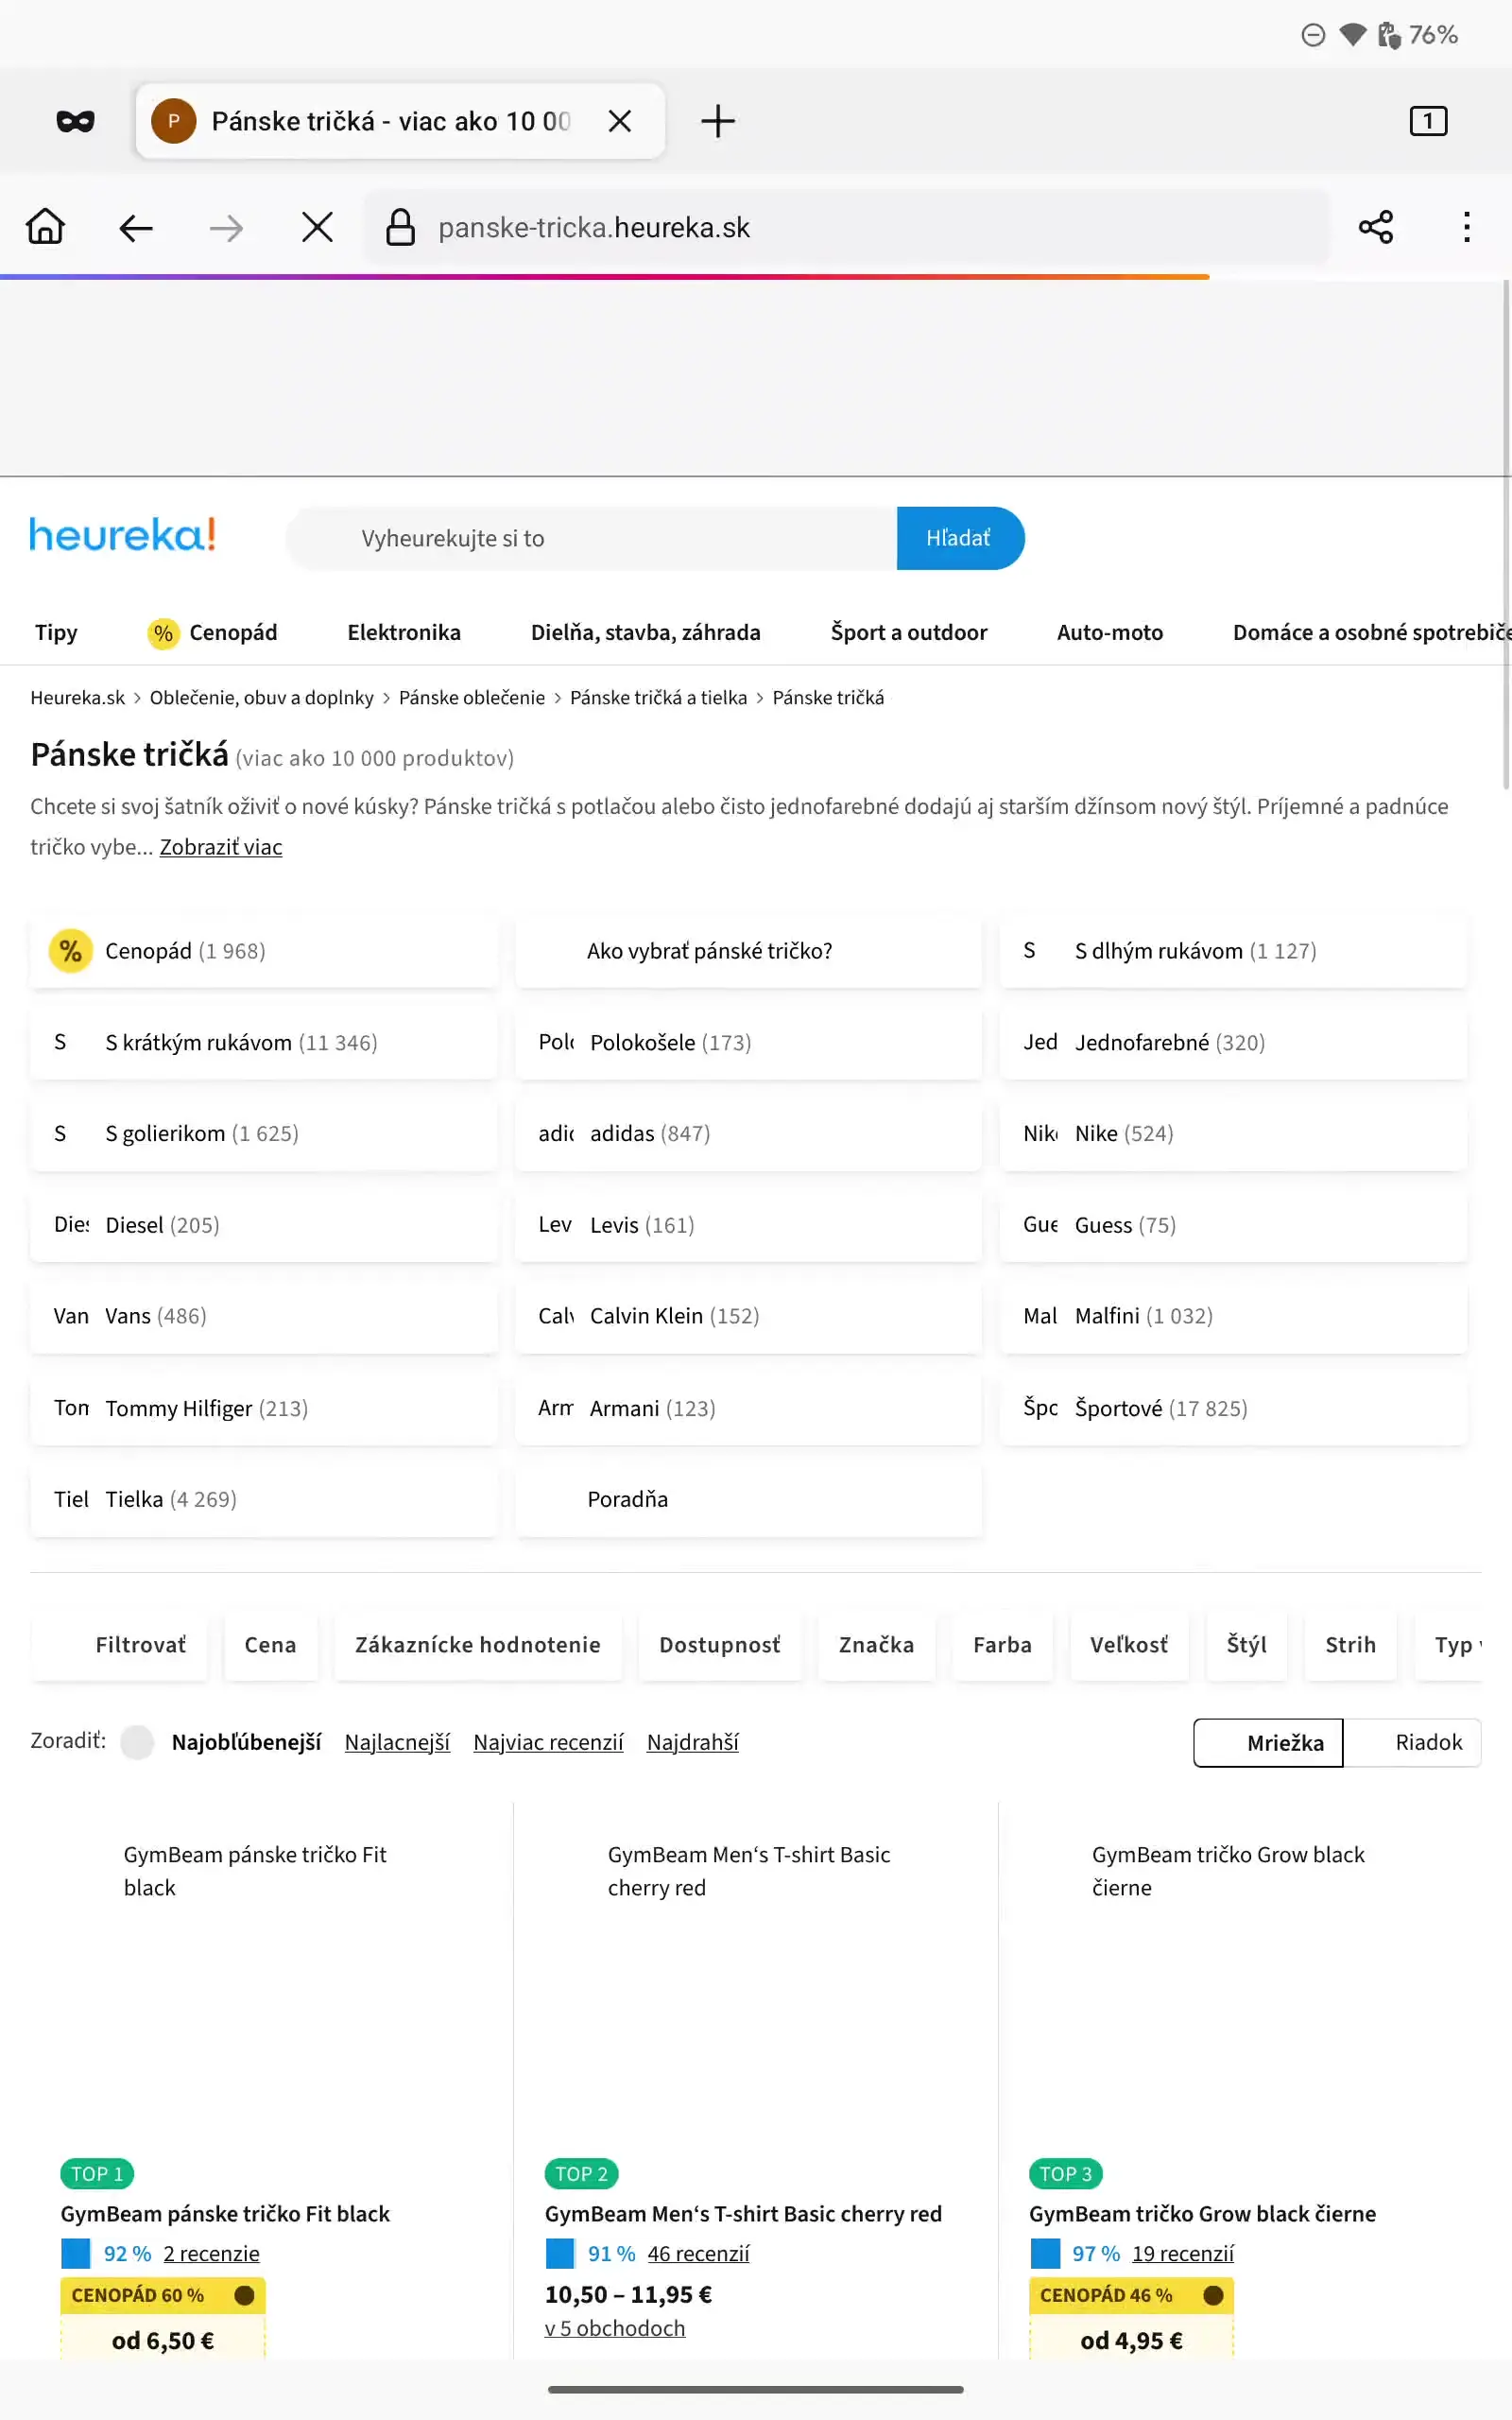 76%
P Pánske tričká - viac ako 10 00
1
panske-tricka.heureka.sk
heureka!
Vyheurekujte si to
Hľadať
Tipy % Cenopád Elektronika Dielňa, stavba, záhrada Šport a outdoor Auto-moto Domáce a osobné spotrebiče
Heureka.sk > Oblečenie, obuv a doplnky > Pánske oblečenie > Pánske tričká a tielka > Pánske tričká
Pánske tričká (viac ako 10 000 produktov)
Chcete si svoj šatník oživiť o nové kúsky? Pánske tričká s potlačou alebo čisto jednofarebné dodajú aj starším džínsom nový štýl. Príjemné a padnúce
tričko vybe... Zobraziť viac
% Cenopád (1 968) Ako vybrať pánské tričko? S S dlhým rukávom (1 127)
S S krátkým rukávom (11 346) Polo Polokošele (173) Jed Jednofarebné (320)
S S golierikom (1 625) adid adidas (847) Nike Nike (524)
Dies Diesel (205) Lev Levis (161) Gue Guess (75)
Van Vans (486) Calv Calvin Klein (152) Mal Malfini (1 032)
Tom Tommy Hilfiger (213) Arm Armani (123) Špo Športové (17 825)
Tiel Tielka (4 269) Poradňa
Filtrovať Cena Zákaznícke hodnotenie Dostupnosť Značka Farba Veľkosť Štýl Strih Typ
Zoradiť: Najobľúbenejší Najlacnejší Najviac recenzií Najdrahší Mriežka Riadok
GymBeam pánske tričko Fit
black
GymBeam Men‘s T-shirt Basic
cherry red
GymBeam tričko Grow black
čierne
TOP 1
GymBeam pánske tričko Fit black
92 % 2 recenzie
CENOPÁD 60 %
od 6,50 €
TOP 2
GymBeam Men‘s T-shirt Basic cherry red
91 % 46 recenzií
10,50 – 11,95 €
v 5 obchodoch
TOP 3
GymBeam tričko Grow black čierne
97 % 19 recenzií
CENOPÁD 46 %
od 4,95 €